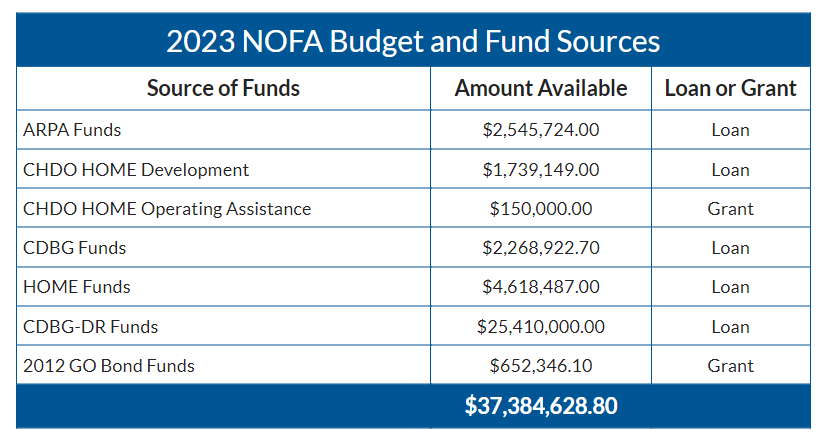 2023 NOFA Budget and Fund Sources
Source of Funds Amount Available Loan or Grant
ARPA Funds $2,545,724.00 Loan
CHDO HOME Development $1,739,149.00 Loan
CHDO HOME Operating Assistance $150,000.00 Grant
CDBG Funds $2,268,922.70 Loan
HOME Funds $4,618,487.00 Loan
CDBG-DR Funds $25,410,000.00 Loan
2012 GO Bond Funds $652,346.10 Grant
$37,384,628.80